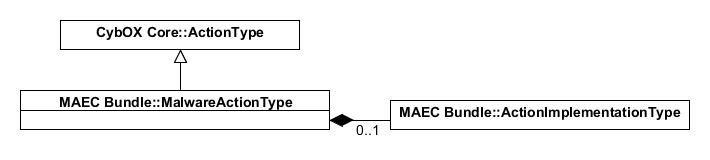 CybOX Core::ActionType
MAEC Bundle::MalwareActionType
MAEC Bundle::ActionImplementationType
0..1